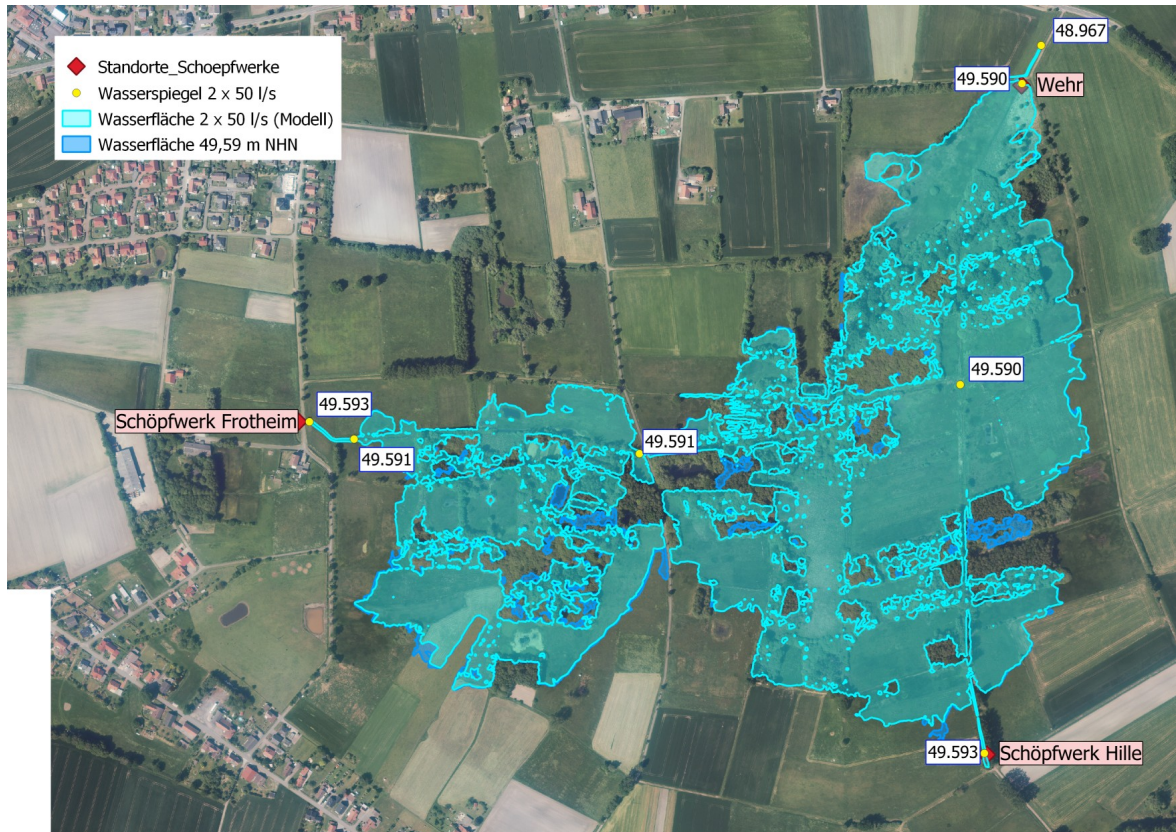 Standorte_Schoepfwerke
Wasserspiegel 2 x 50 l/s
Wasserfläche 2 x 50 l/s (Modell)
Wasserfläche 49,59 m NHN
48.967
49.590
Wehr
49.590
49.593
Schöpfwerk Frotheim
49.591
49.591
49.593
Schöpfwerk Hille